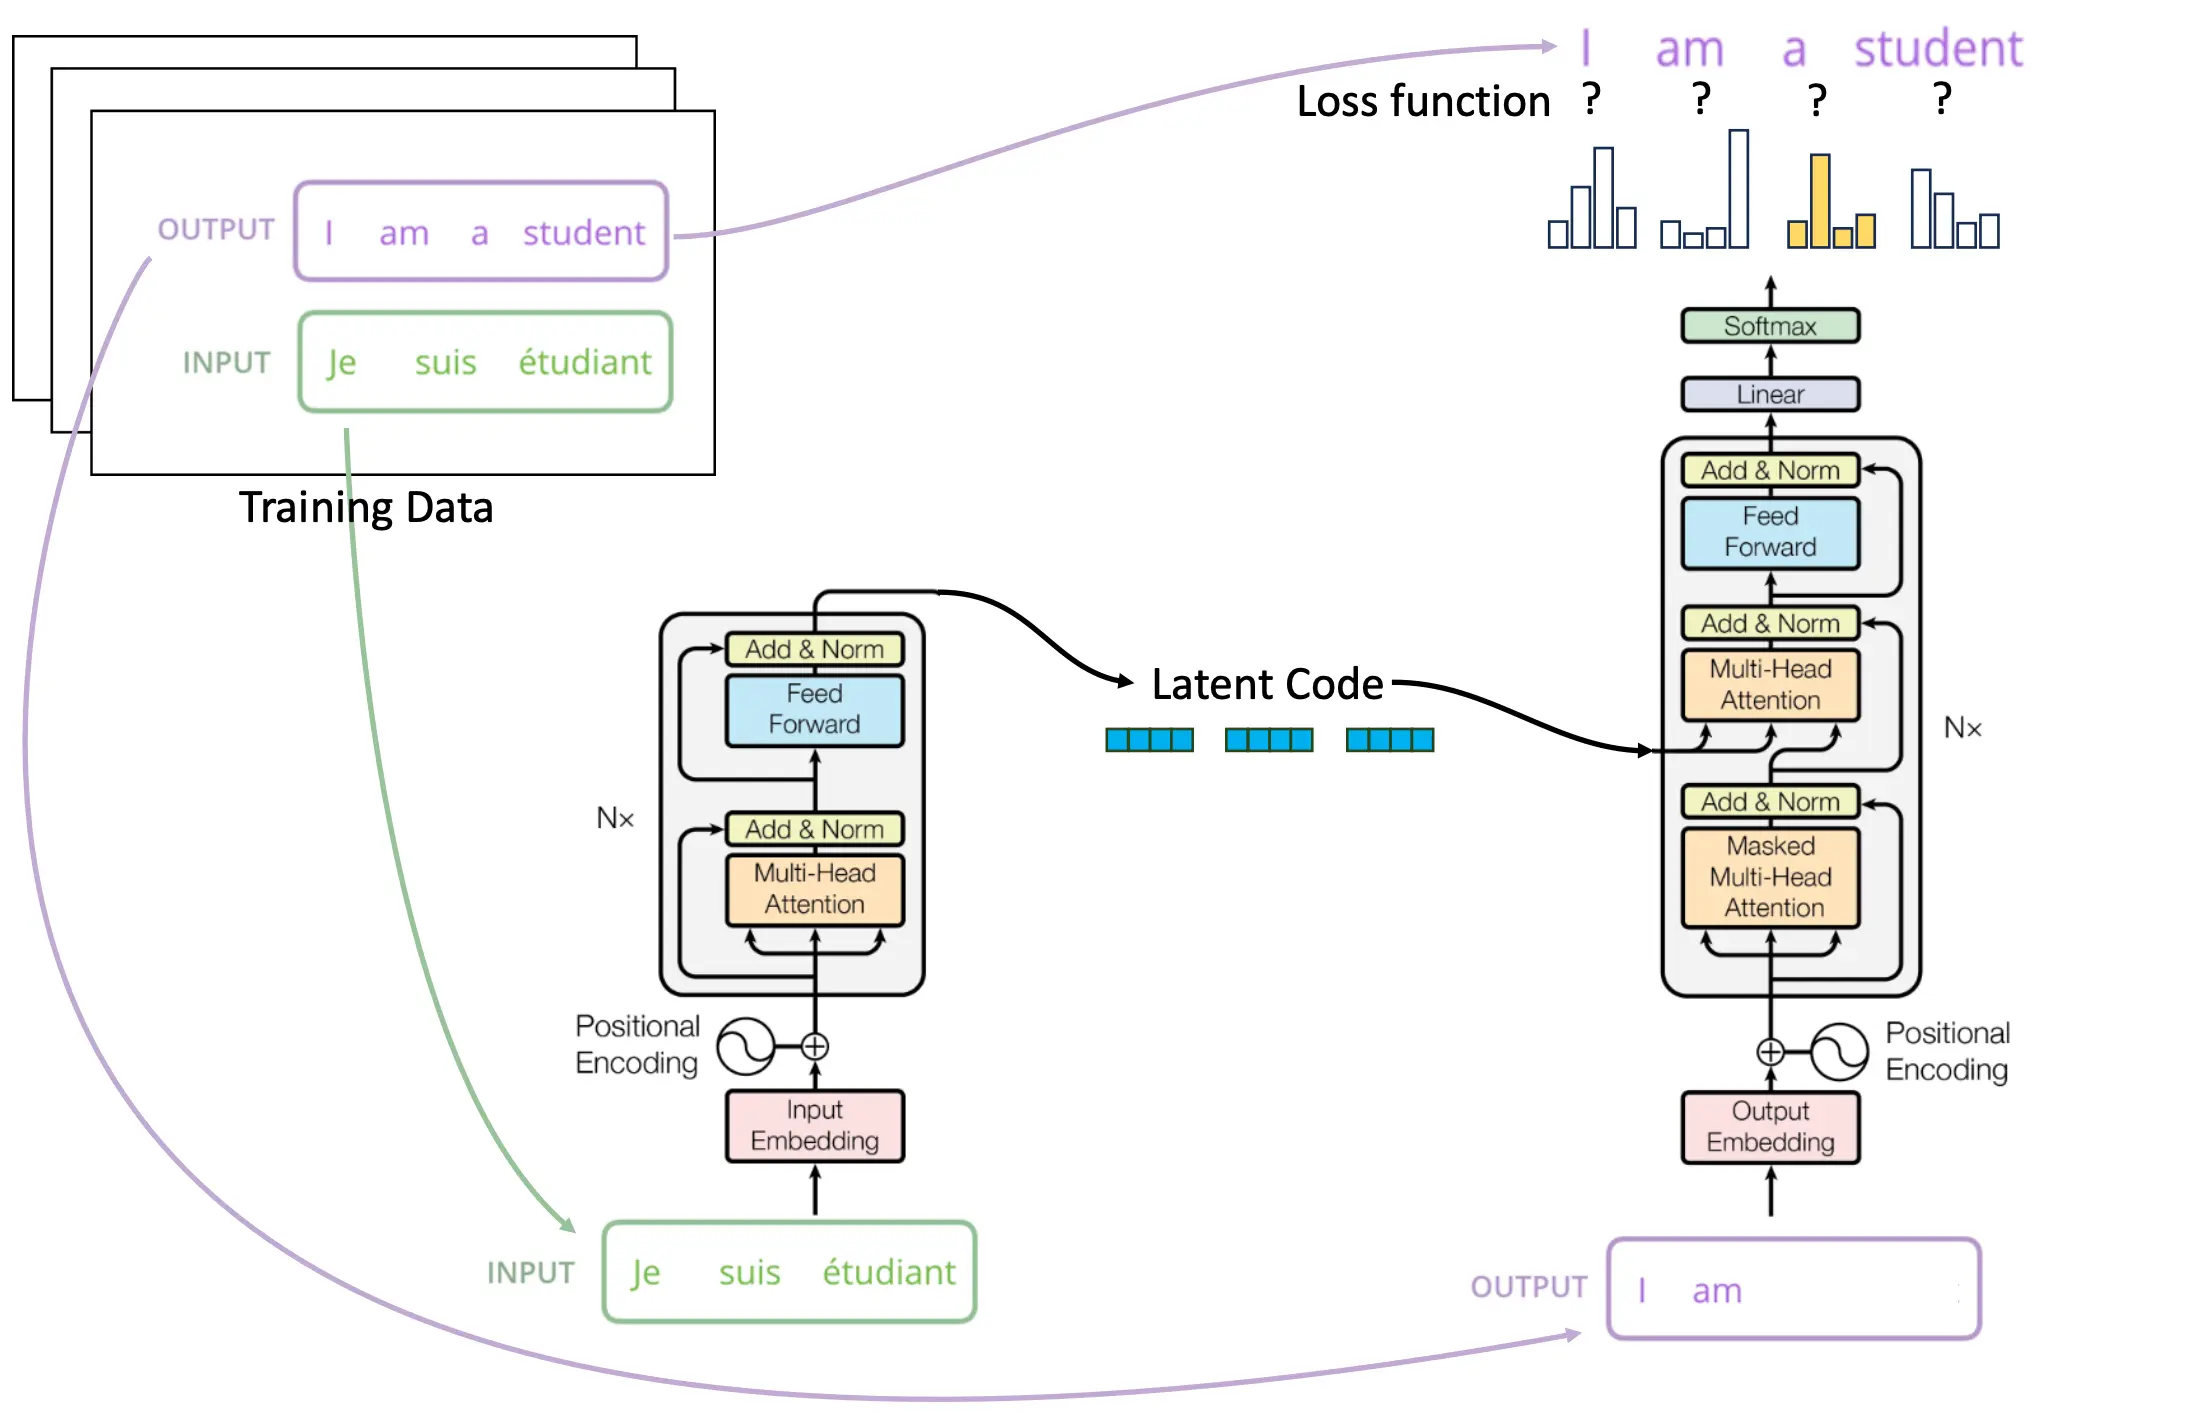 I am a student
Loss function ? ? ? ?
OUTPUT I am a student
INPUT Je suis étudiant
Training Data
Softmax
Linear
Add & Norm
Feed
Forward
Add & Norm
Multi-Head
Attention
Nx
Add & Norm
Masked
Multi-Head
Attention
Positional
Encoding
Output
Embedding
OUTPUT I am
Latent Code
Add & Norm
Feed
Forward
Nx
Add & Norm
Multi-Head
Attention
Positional
Encoding
Input
Embedding
INPUT Je suis étudiant